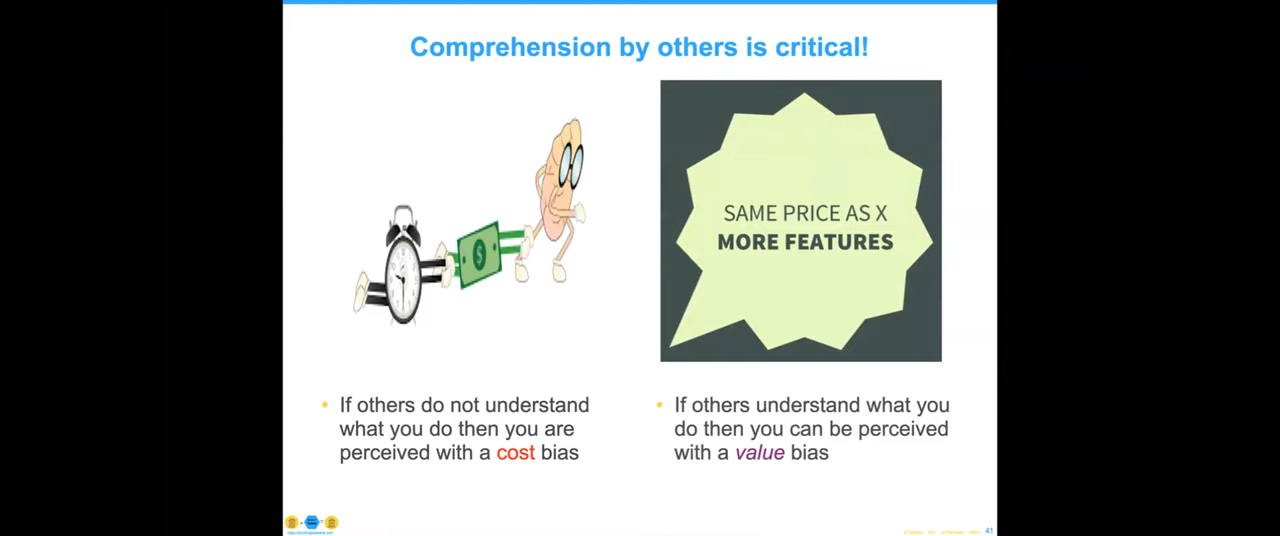 Comprehension by others is critical!
SAME PRICE AS X
MORE FEATURES
$
• If others do not understand
what you do then you are
perceived with a cost bias
• If others understand what you
do then you can be perceived
with a value bias
41